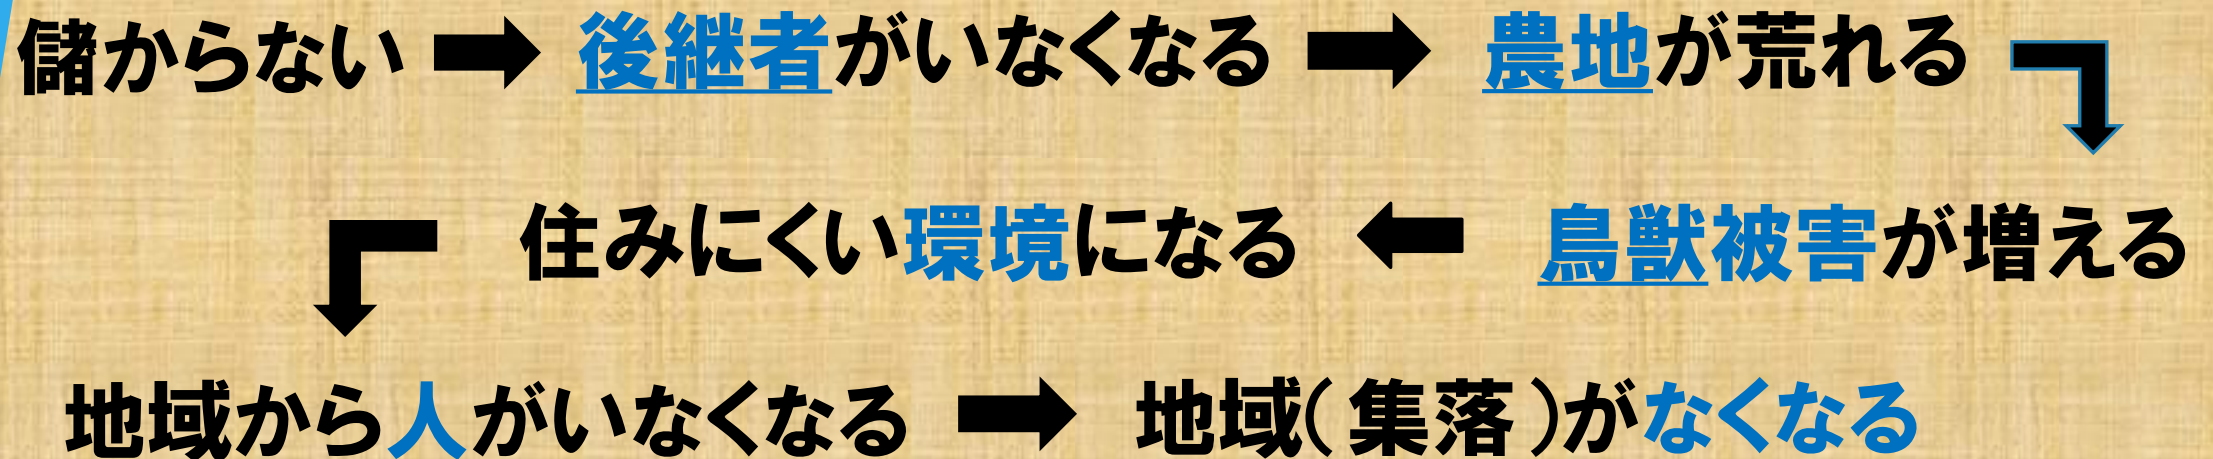 儲からない ➡ 後継者がいなくなる ➡ 農地が荒れる
鳥獣被害が増える
住みにくい環境になる
地域から人がいなくなる ➡ 地域(集落)がなくなる